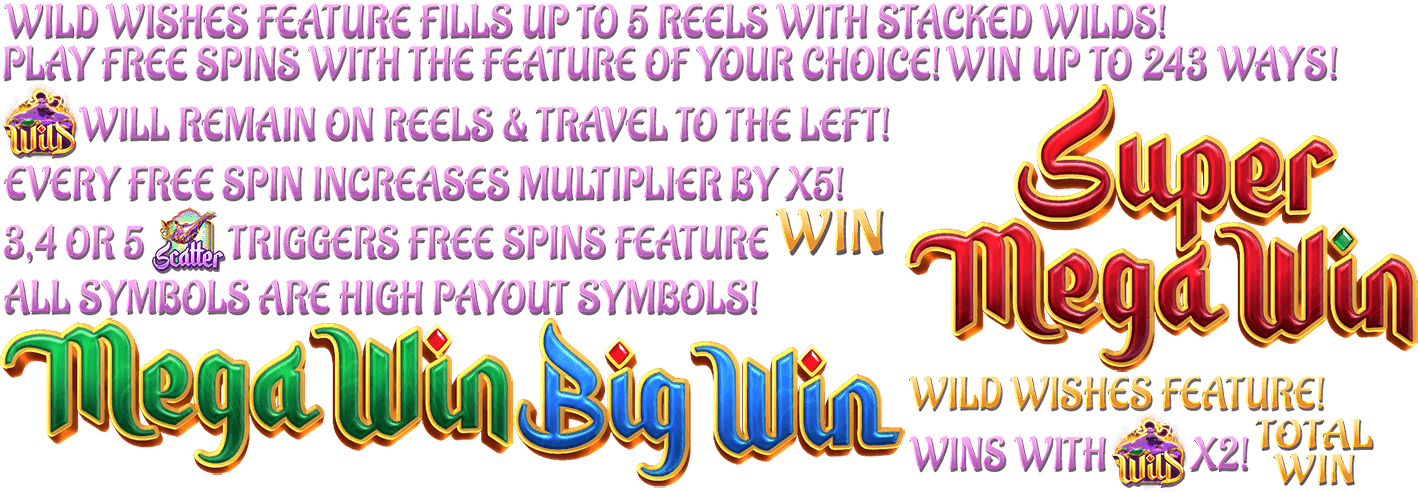 WILD WISHES FEATURE FILLS UP TO 5 REELS WITH STACKED WILDS!
PLAY FREE SPINS WITH THE FEATURE OF YOUR CHOICE! WIN UP TO 243 WAYS!
Wild WILL REMAIN ON REELS & TRAVEL TO THE LEFT!
EVERY FREE SPIN INCREASES MULTIPLIER BY X5!
3,4 OR 5 Scatter TRIGGERS FREE SPINS FEATURE
WIN
ALL SYMBOLS ARE HIGH PAYOUT SYMBOLS!
Super
Mega Win
Mega Win
Big Win
WILD WISHES FEATURE!
WINS WITH Wild X2!
TOTAL
WIN